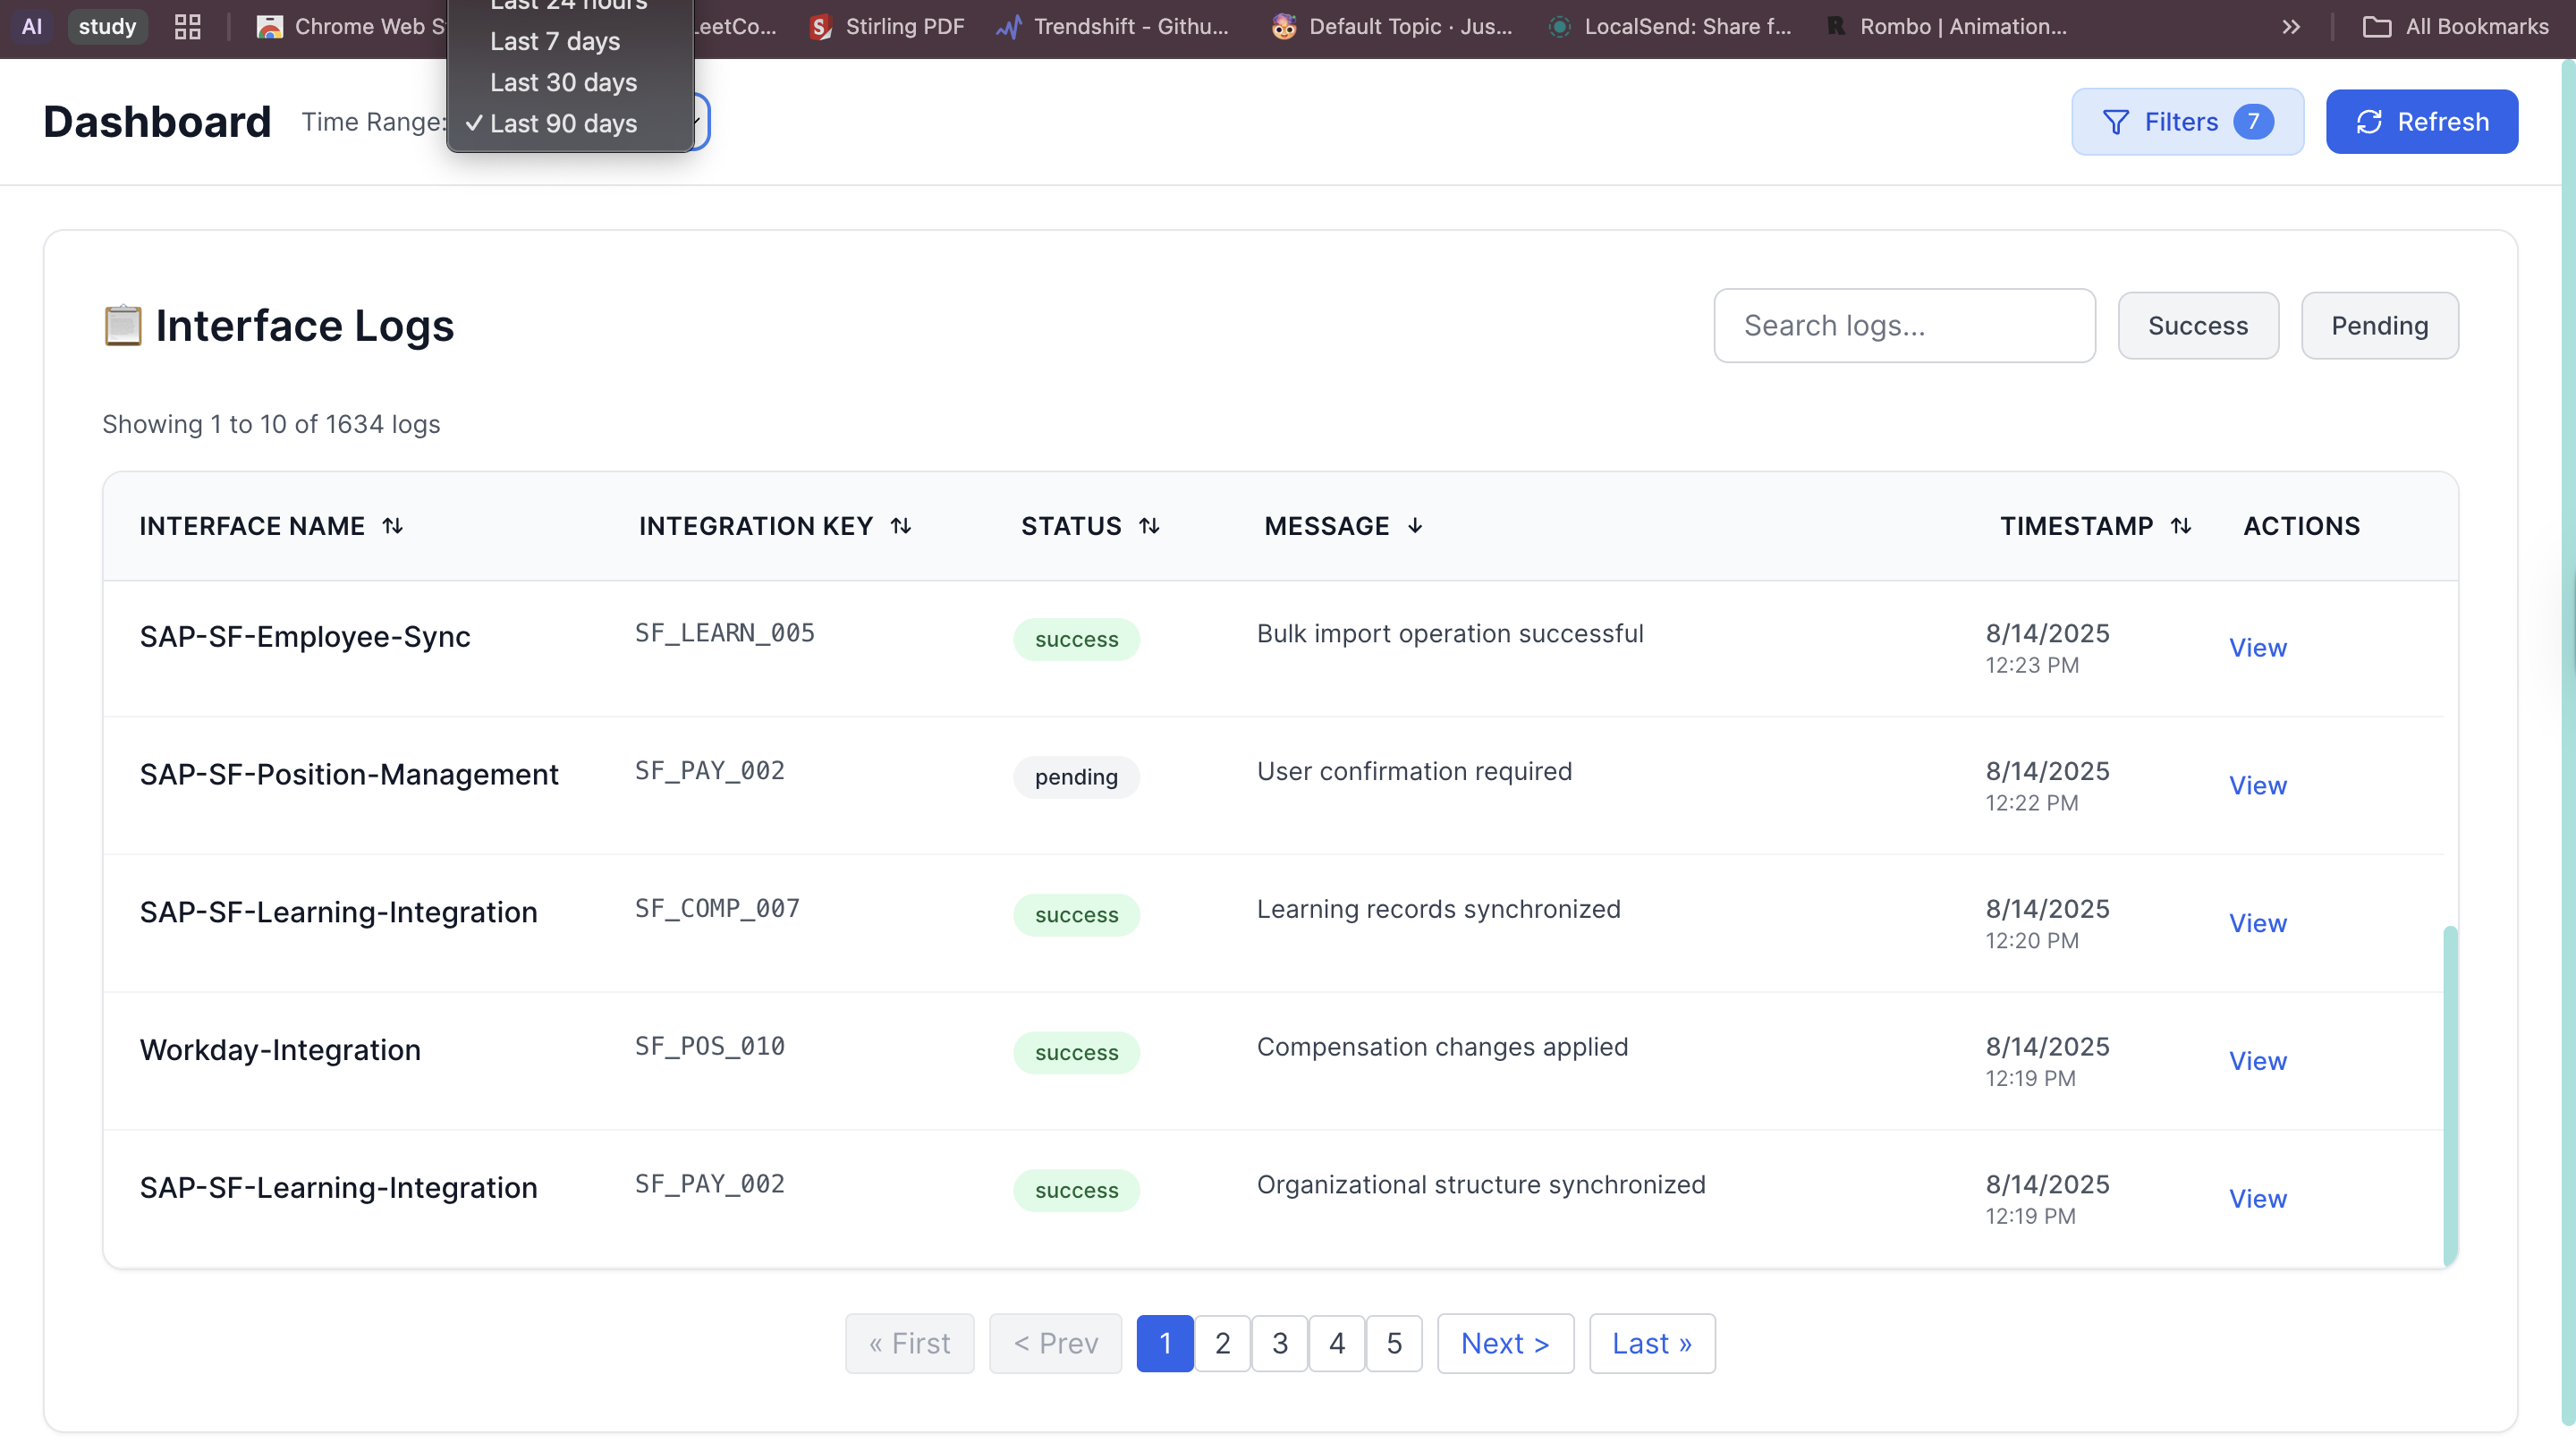 AI study Chrome Web S LeetCo... Stirling PDF Trendshift - Githu... Default Topic · Jus... LocalSend: Share f... Rombo | Animation... » All Bookmarks
Last 24 hours
Last 7 days
Last 30 days
✓ Last 90 days
Dashboard Time Range: Filters 7 Refresh
Interface Logs Search logs... Success Pending
Showing 1 to 10 of 1634 logs
INTERFACE NAME ↑↓ INTEGRATION KEY ↑↓ STATUS ↑↓ MESSAGE ↓ TIMESTAMP ↑↓ ACTIONS
SAP-SF-Employee-Sync SF_LEARN_005 success Bulk import operation successful 8/14/2025 View
12:23 PM
SAP-SF-Position-Management SF_PAY_002 pending User confirmation required 8/14/2025 View
12:22 PM
SAP-SF-Learning-Integration SF_COMP_007 success Learning records synchronized 8/14/2025 View
12:20 PM
Workday-Integration SF_POS_010 success Compensation changes applied 8/14/2025 View
12:19 PM
SAP-SF-Learning-Integration SF_PAY_002 success Organizational structure synchronized 8/14/2025 View
12:19 PM
« First < Prev 1 2 3 4 5 Next > Last »